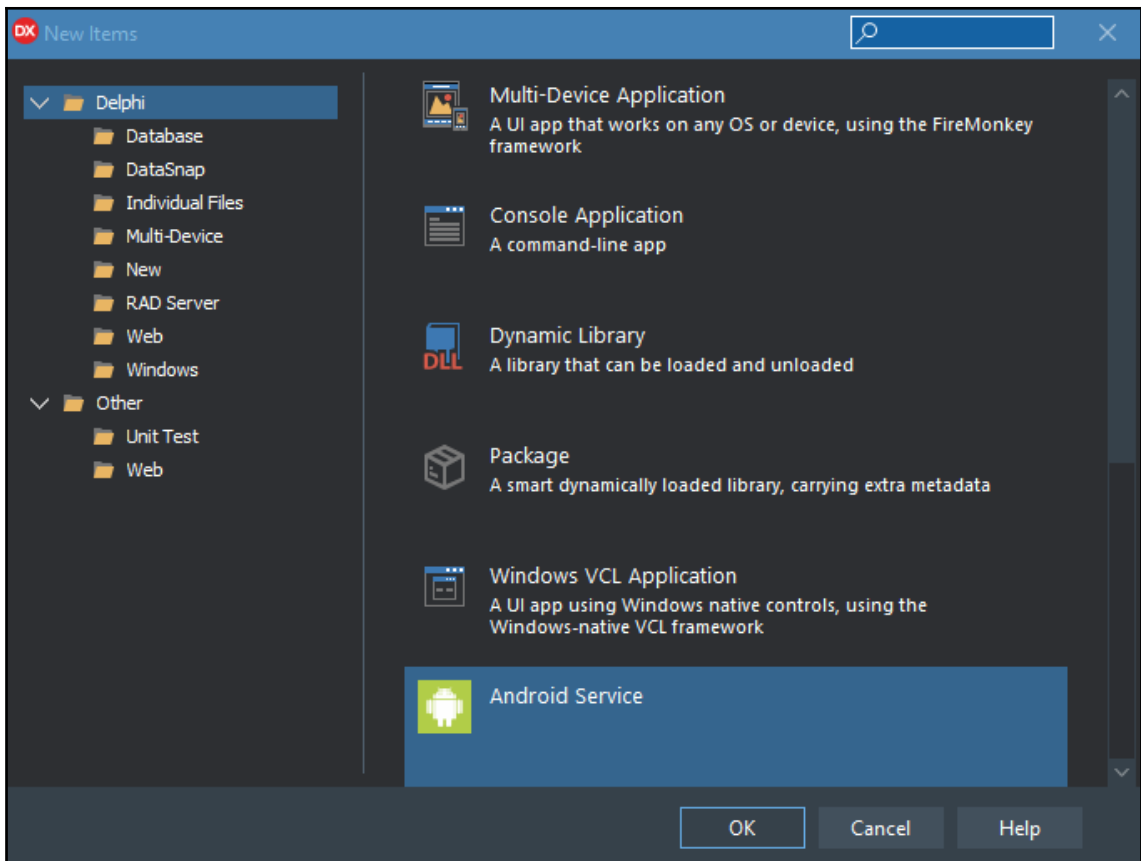 DX New Items
Delphi
Database
DataSnap
Individual Files
Multi-Device
New
RAD Server
Web
Windows
Other
Unit Test
Web
Multi-Device Application
A UI app that works on any OS or device, using the FireMonkey
framework
Console Application
A command-line app
DLL
Dynamic Library
A library that can be loaded and unloaded
Package
A smart dynamically loaded library, carrying extra metadata
Windows VCL Application
A UI app using Windows native controls, using the
Windows-native VCL framework
Android Service
OK
Cancel
Help